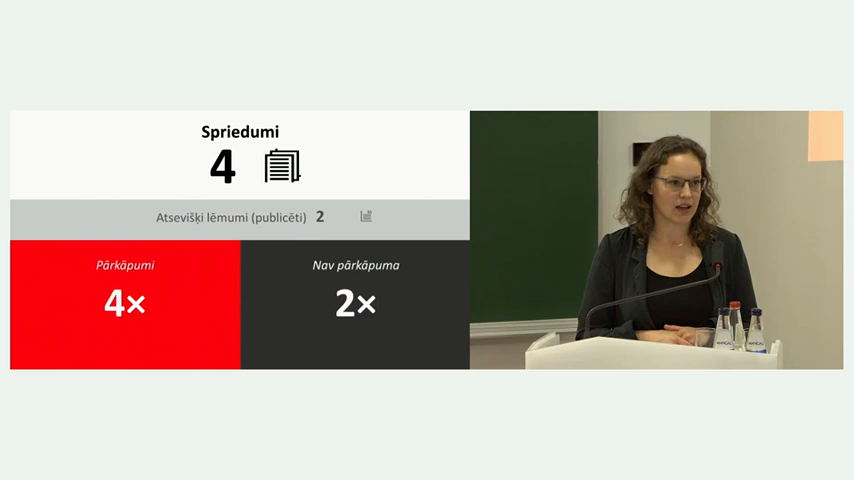 Spriedumi
4
Atsevišķi lēmumi (publicēti) 2
Pārkāpumi
4×
Nav pārkāpuma
2×